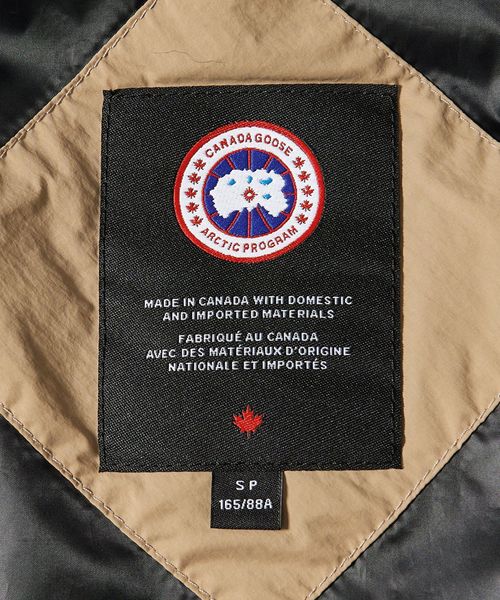 CANADA GOOSE
ARCTIC PROGRAM
MADE IN CANADA WITH DOMESTIC
AND IMPORTED MATERIALS
FABRIQUÉ AU CANADA
AVEC DES MATÉRIAUX D'ORIGINE
NATIONALE ET IMPORTÉS
S P
165/88A